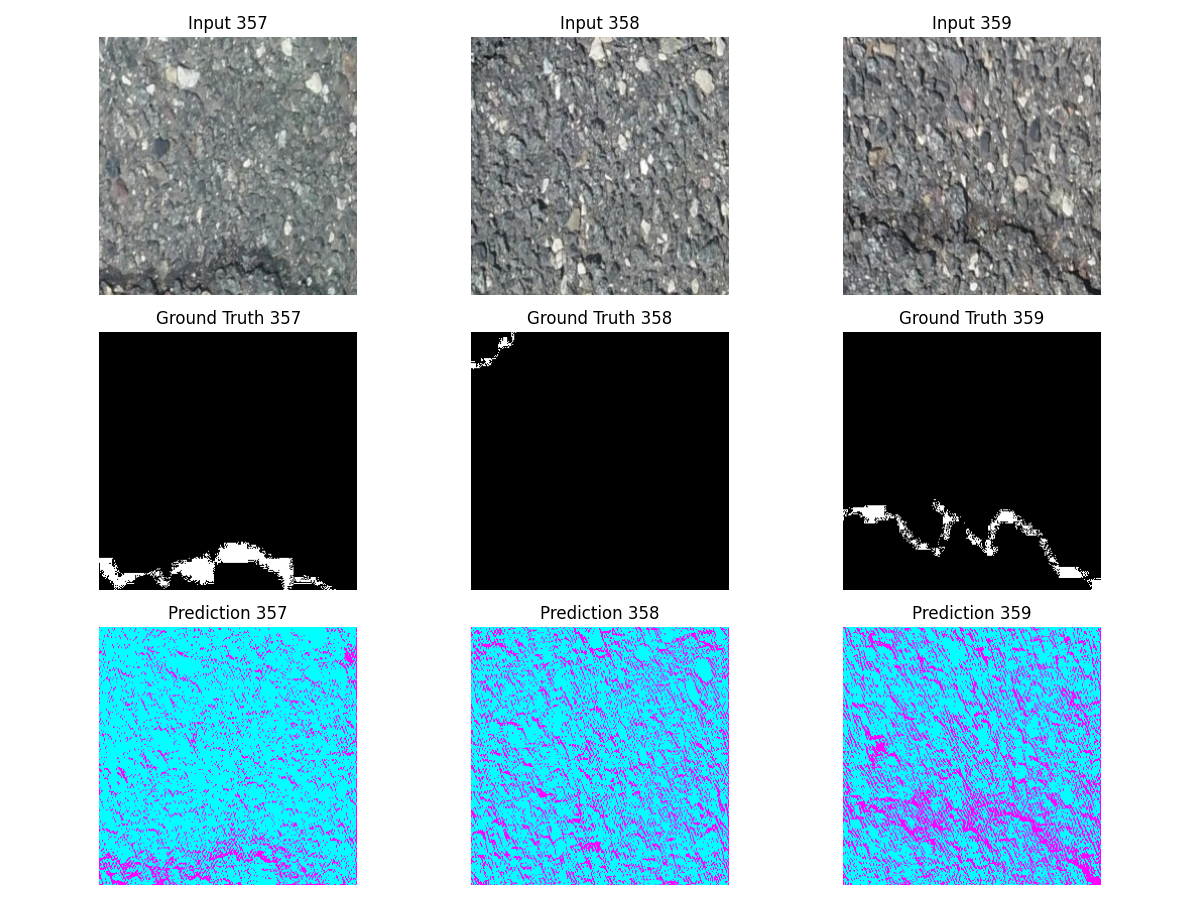 Input 357
Input 358
Input 359
Ground Truth 357
Ground Truth 358
Ground Truth 359
Prediction 357
Prediction 358
Prediction 359